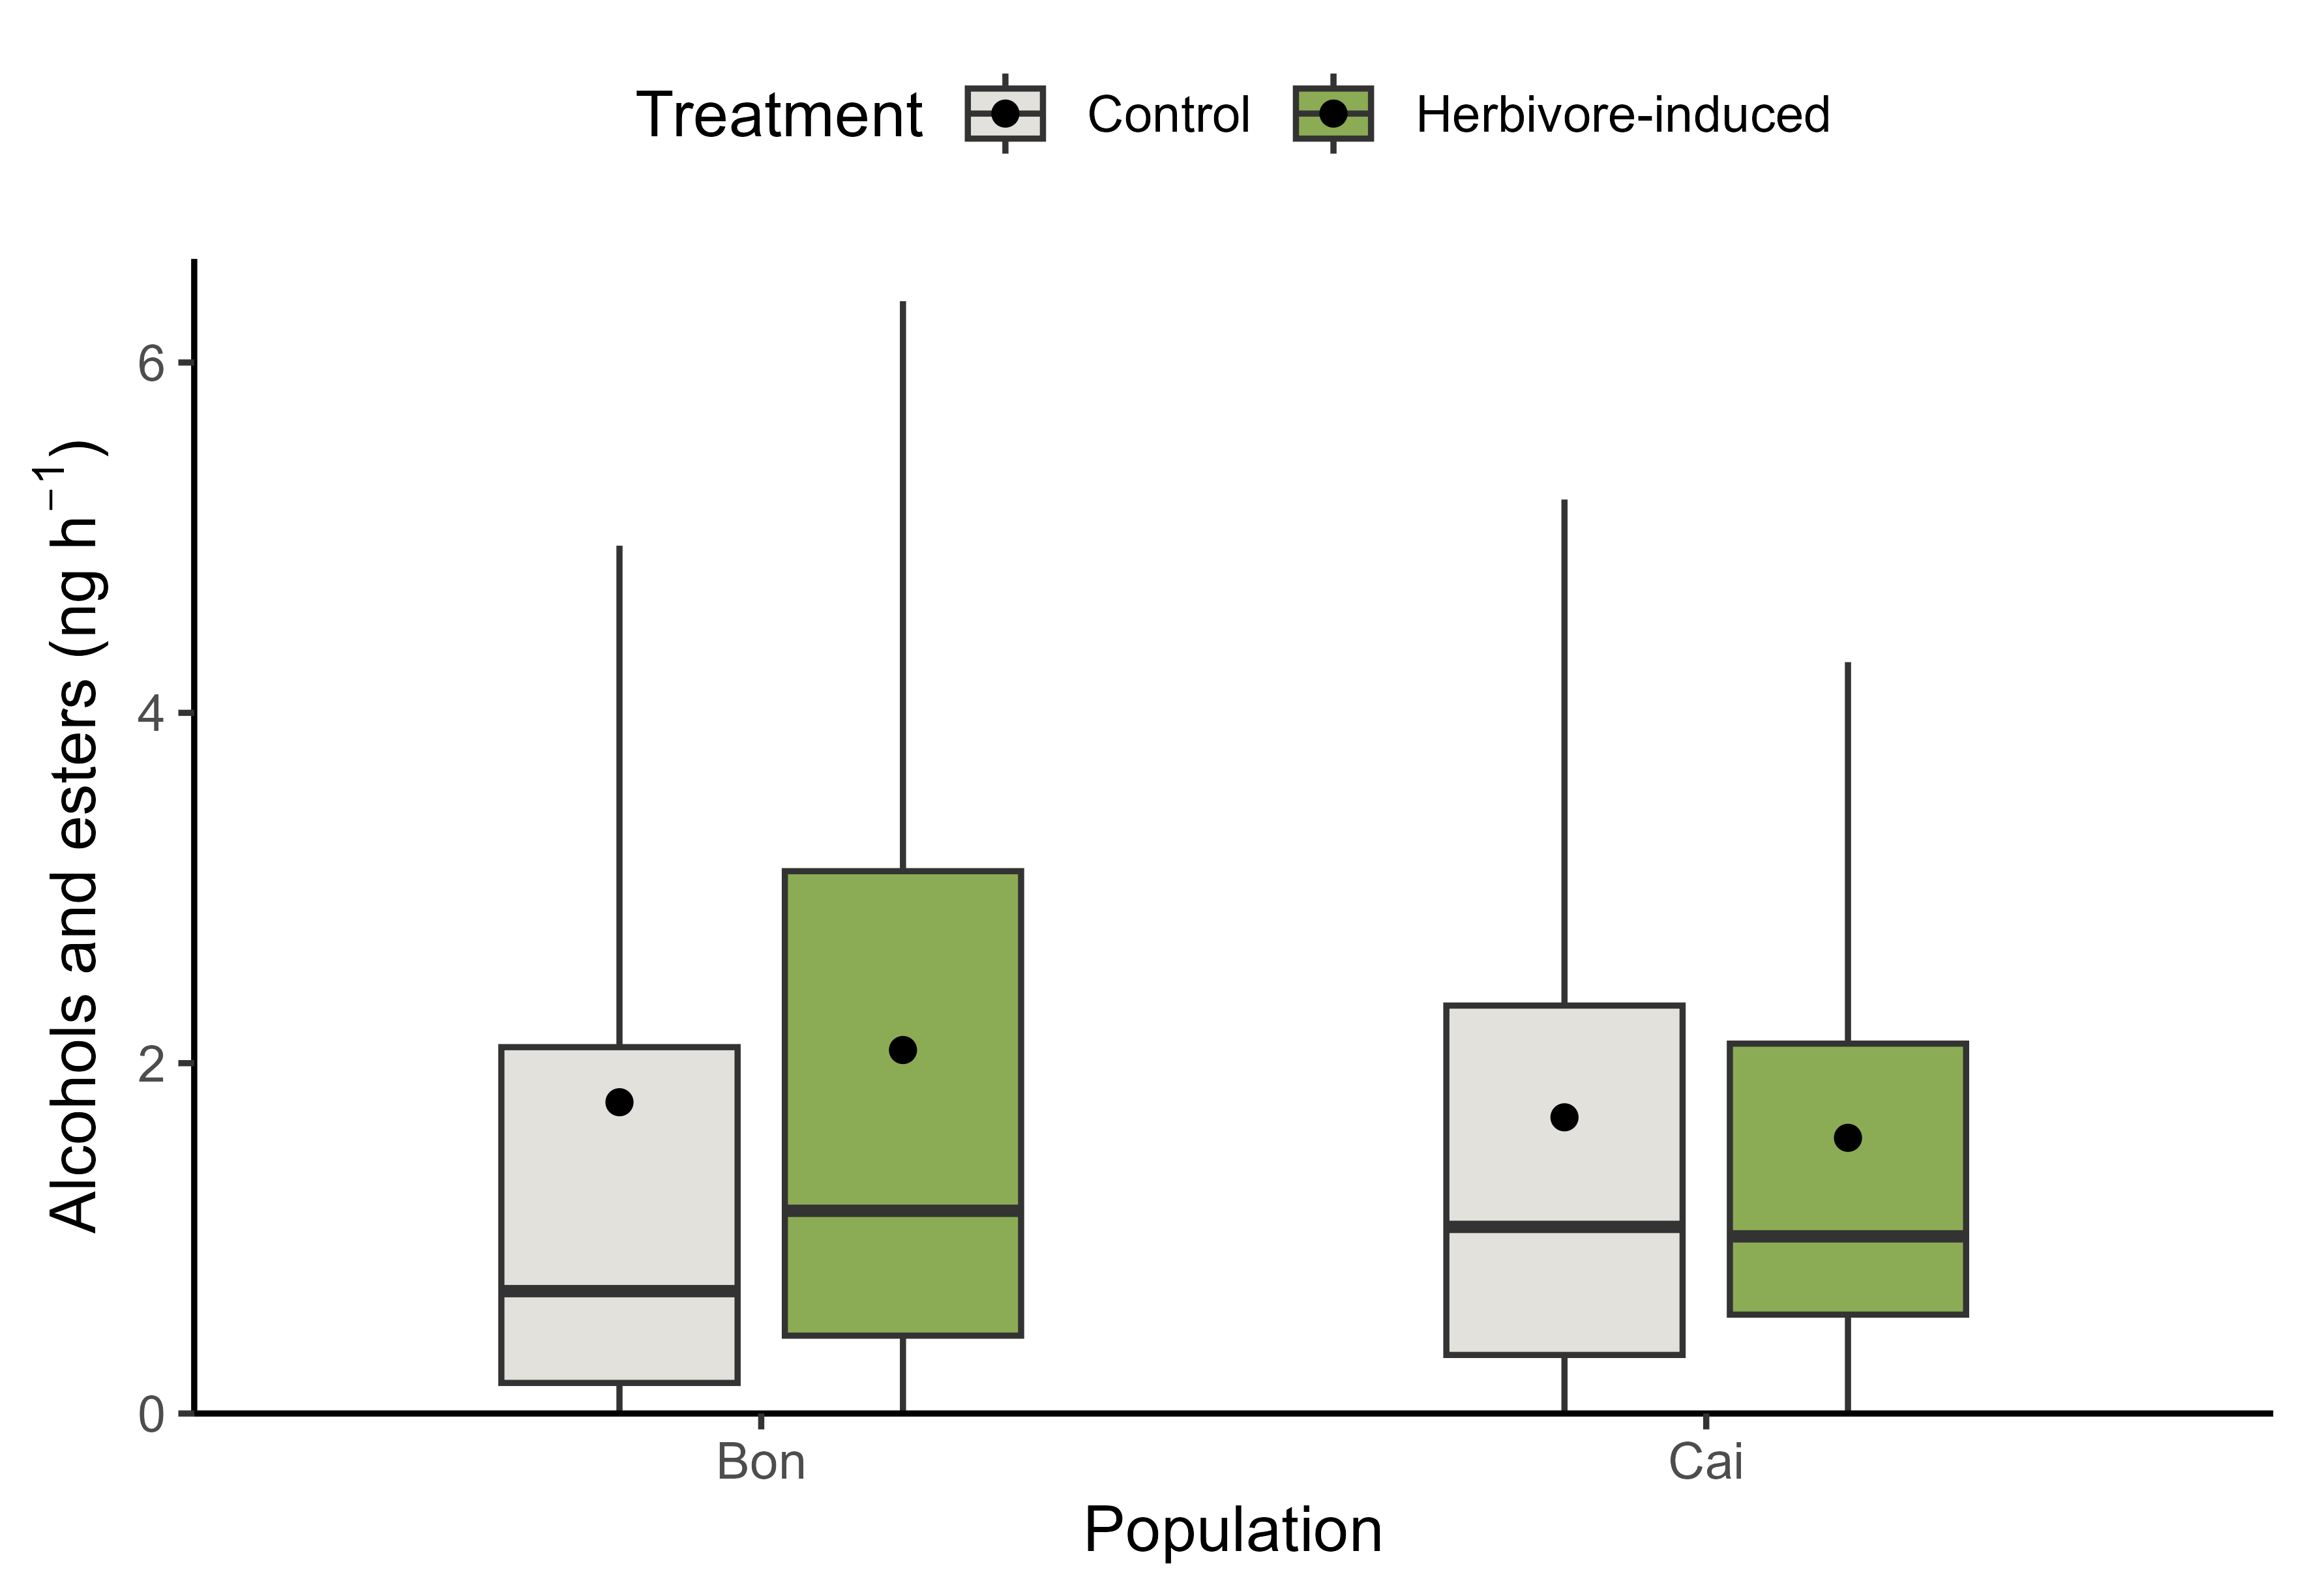 Treatment Control Herbivore-induced
Alcohols and esters (ng h⁻¹)
6
4
2
0
Bon Cai
Population